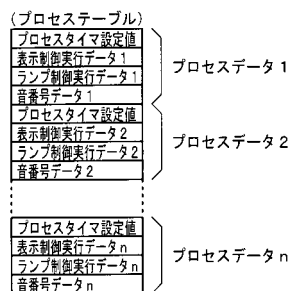 (プロセステーブル)
プロセスタイマ設定値
表示制御実行データ1
ランプ制御実行データ1
音番号データ1
プロセスデータ1
プロセスタイマ設定値
表示制御実行データ2
ランプ制御実行データ2
音番号データ2
プロセスデータ2
プロセスタイマ設定値
表示制御実行データn
ランプ制御実行データn
音番号データn
プロセスデータn